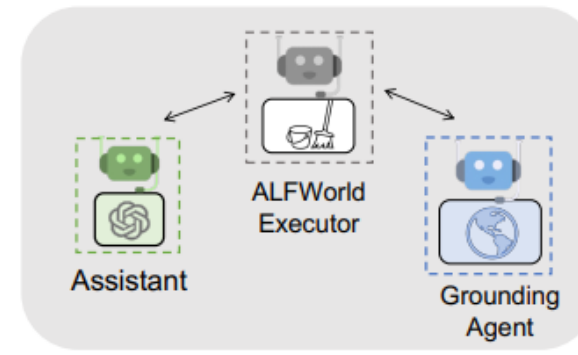 ALFWorld
Executor
Assistant
Grounding
Agent